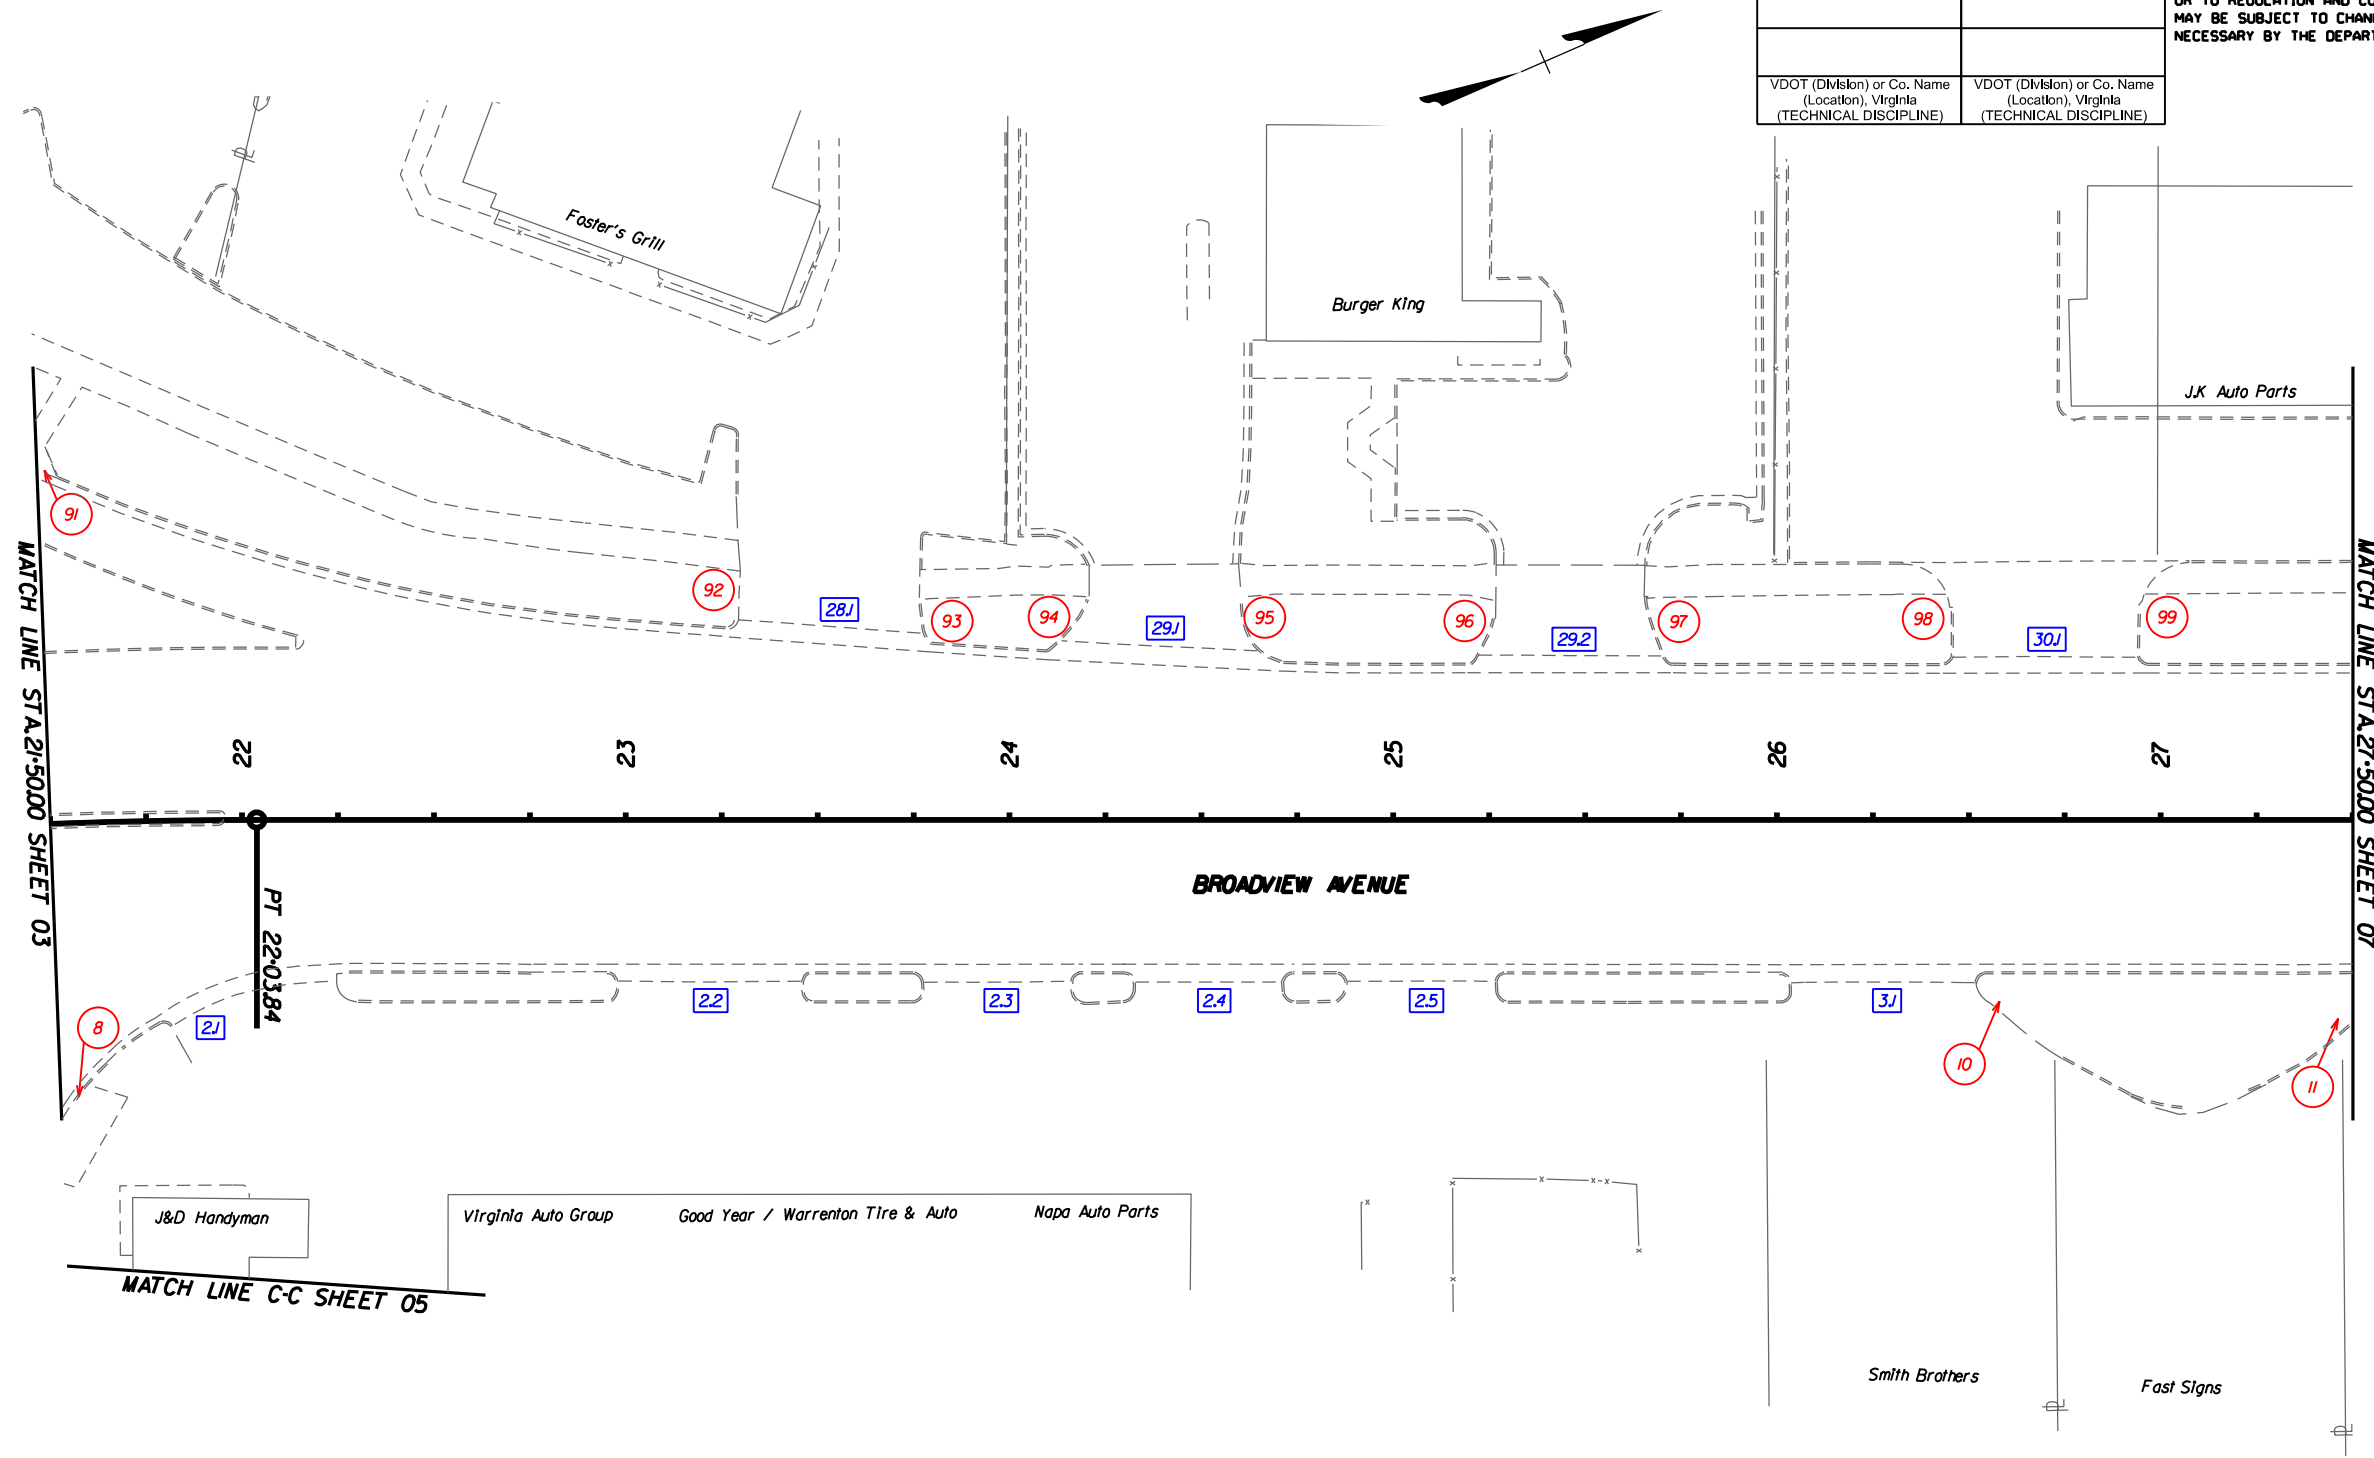 MAY BE SUBJECT TO CHAN
NECESSARY BY THE DEPAR
VDOT (Division) or Co. Name
(Location), Virginia
(TECHNICAL DISCIPLINE)
VDOT (Division) or Co. Name
(Location), Virginia
(TECHNICAL DISCIPLINE)
Foster's Grill
Burger King
J.K Auto Parts
91
92
93
94
95
96
97
98
99
28.1
29.1
29.2
30.1
MATCH LINE STA. 21+50.00 SHEET 03
MATCH LINE STA. 27+50.00 SHEET 07
22
23
24
25
26
27
BROADVIEW AVENUE
PT 22+03.84
8
2.1
2.2
2.3
2.4
2.5
3.1
10
11
J&D Handyman
Virginia Auto Group
Good Year / Warrenton Tire & Auto
Napa Auto Parts
MATCH LINE C-C SHEET 05
Smith Brothers
Fast Signs